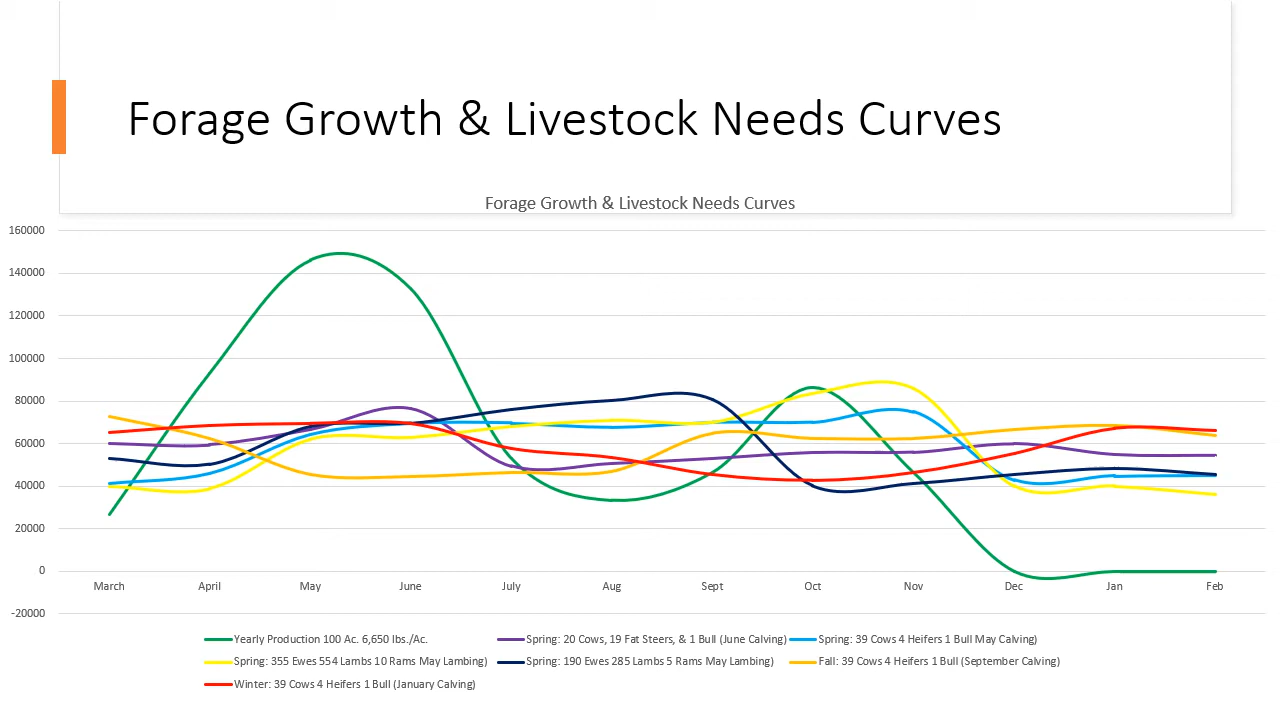 Forage Growth & Livestock Needs Curves
Forage Growth & Livestock Needs Curves
160000
140000
120000
100000
80000
60000
40000
20000
0
-20000
March April May June July Aug Sept Oct Nov Dec Jan Feb
Yearly Production 100 Ac. 6,650 lbs./Ac. Spring: 20 Cows, 19 Fat Steers, & 1 Bull (June Calving) Spring: 39 Cows 4 Heifers 1 Bull May Calving)
Spring: 355 Ewes 554 Lambs 10 Rams May Lambing) Spring: 190 Ewes 285 Lambs 5 Rams May Lambing) Fall: 39 Cows 4 Heifers 1 Bull (September Calving)
Winter: 39 Cows 4 Heifers 1 Bull (January Calving)